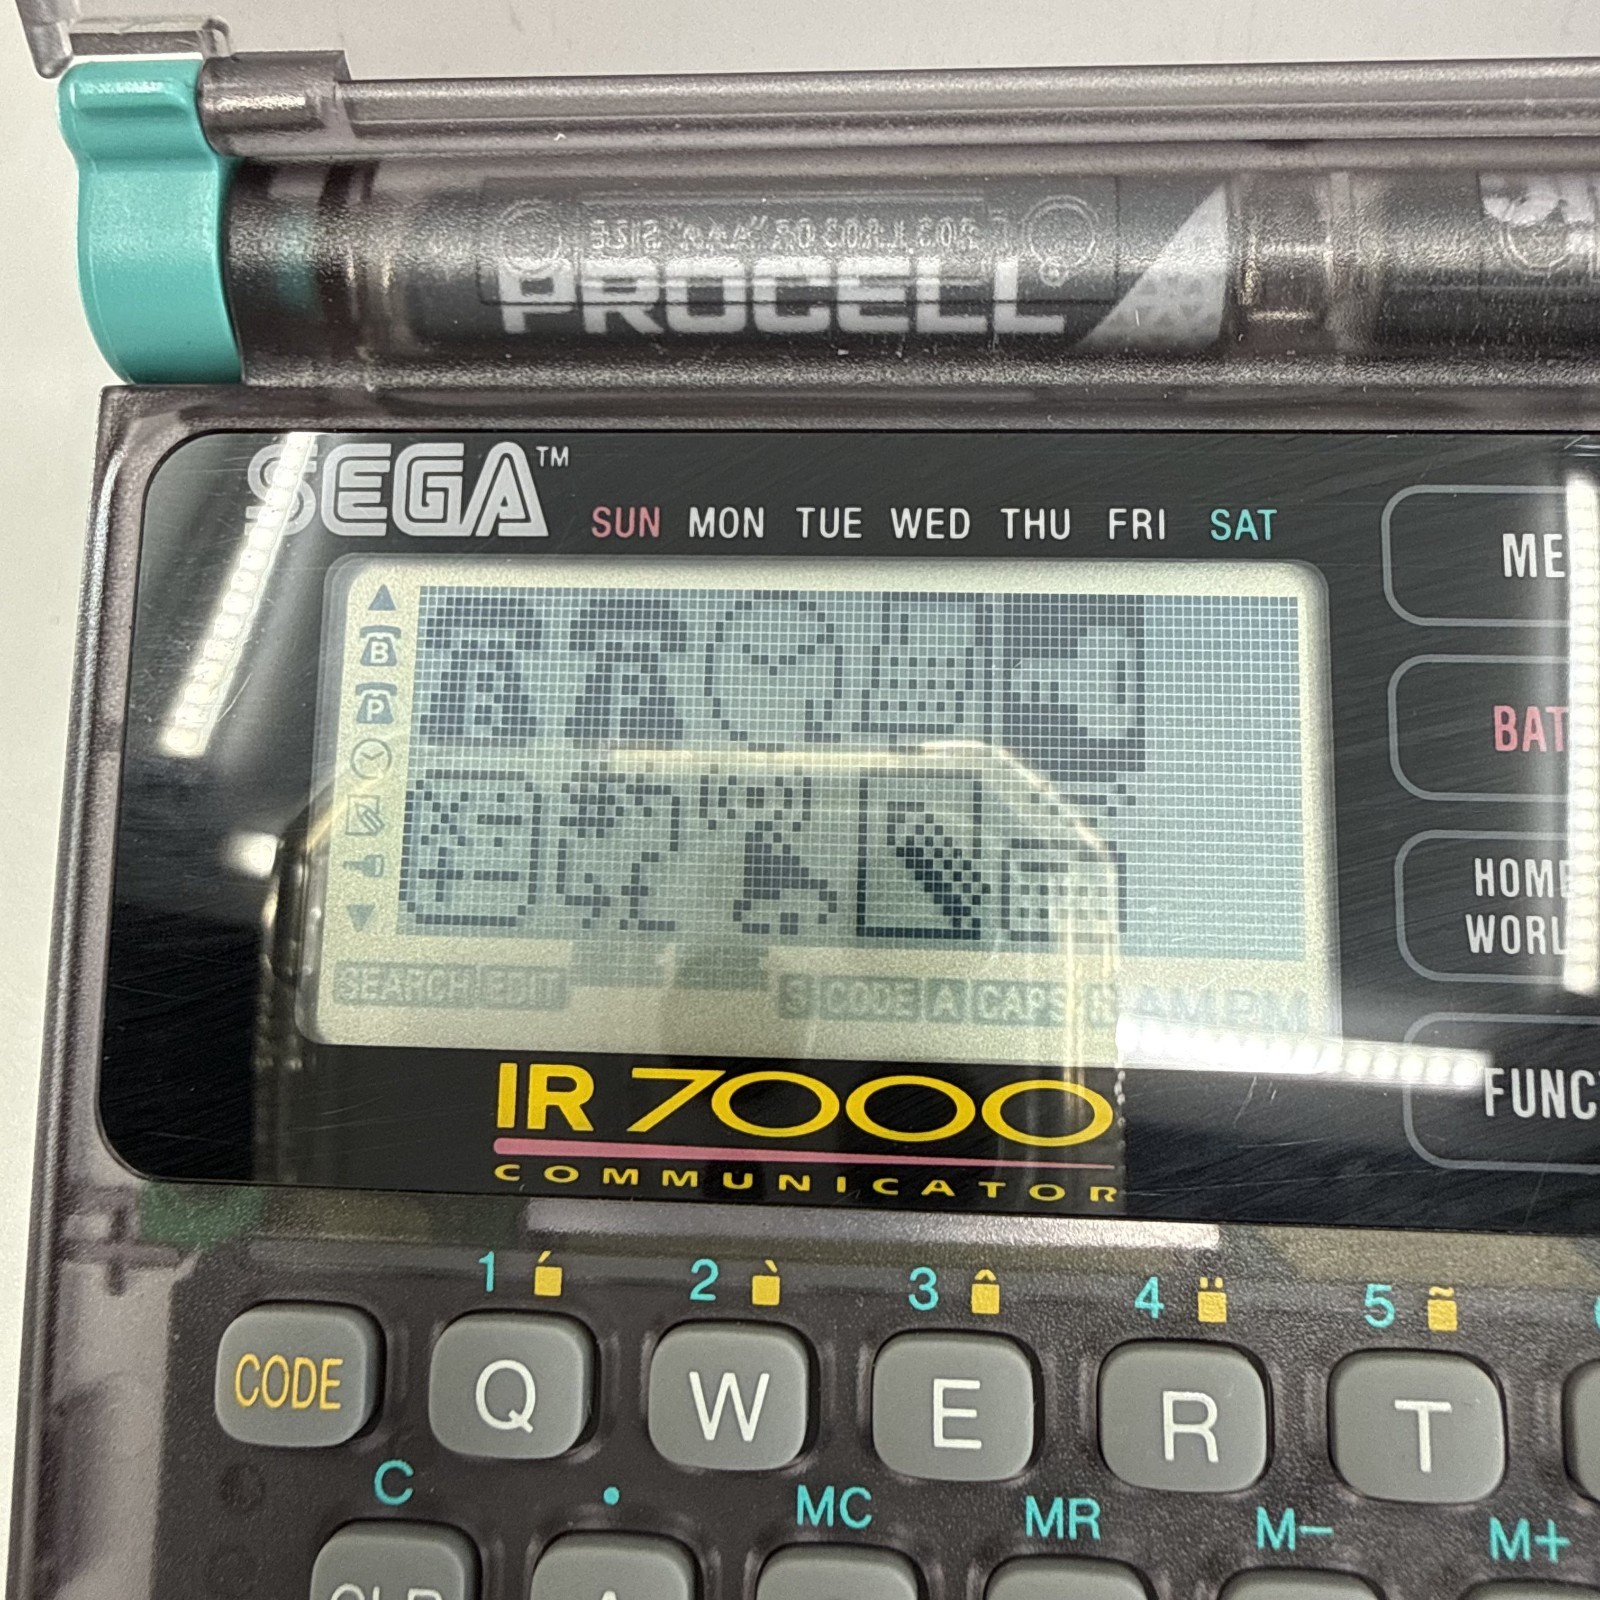 PROCELL
SEGA™
SUN MON TUE WED THU FRI SAT
ME
B
P
BAT
HOME
WORL
SEARCH EDIT
S CODE A CAPS AM PM
IR 7000
COMMUNICATOR
FUNCT
1 2 3 4 5
CODE Q W E R T
C • MC MR M− M+